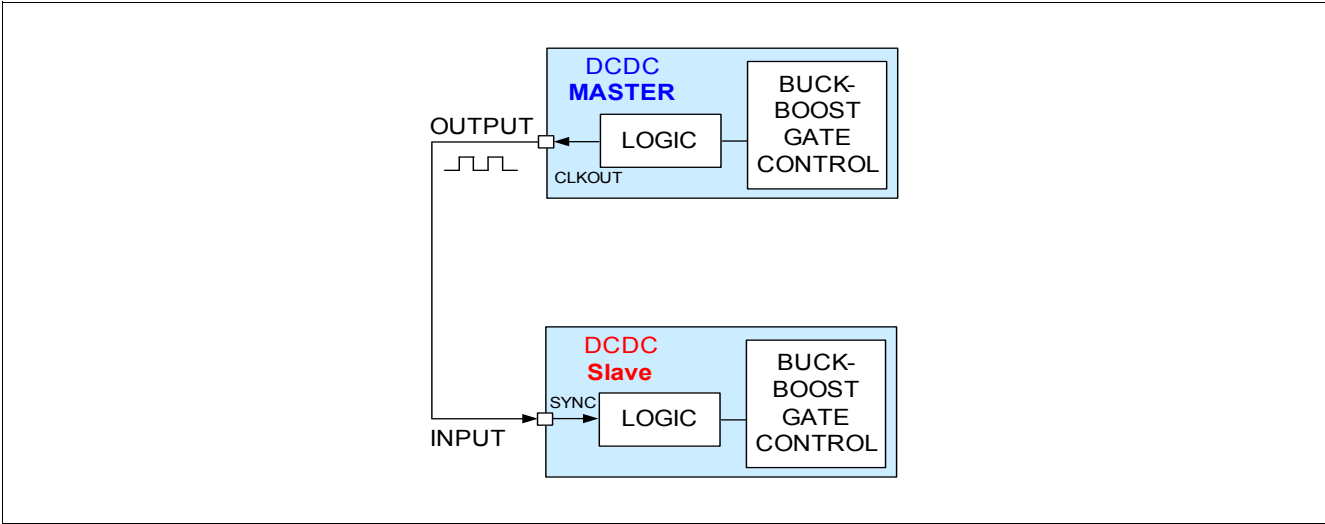 DCDC
MASTER
OUTPUT
LOGIC
CLKOUT
BUCK-
BOOST
GATE
CONTROL
DCDC
Slave
SYNC
INPUT
LOGIC
BUCK-
BOOST
GATE
CONTROL